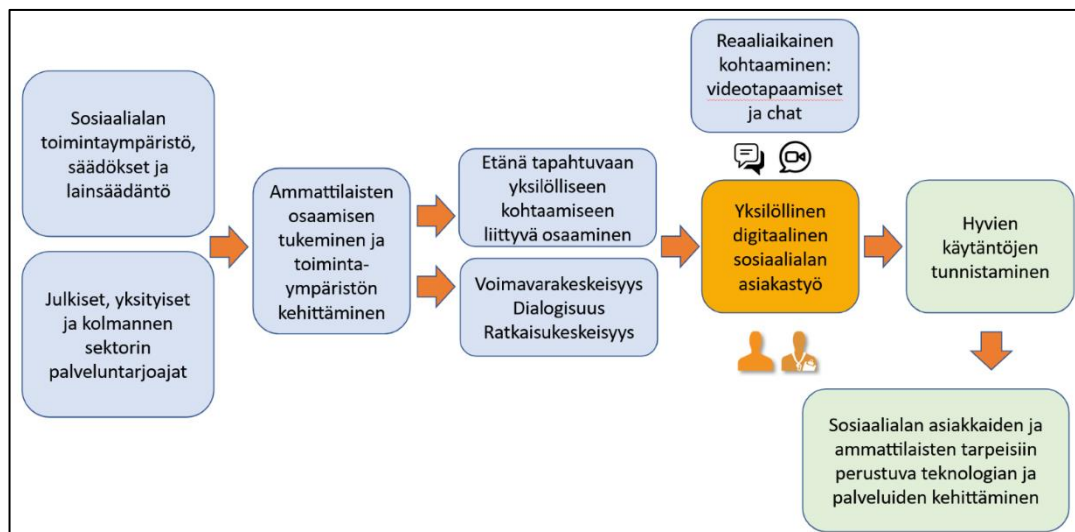 Sosiaalialan
toimintaympäristö,
säädökset ja
lainsäädäntö
Julkiset, yksityiset
ja kolmannen
sektorin
palveluntarjoajat
Ammattilaisten
osaamisen
tukeminen ja
toiminta-
ympäristön
kehittäminen
Etänä tapahtuvaan
yksilölliseen
kohtaamiseen
liittyvä osaaminen
Voimavarakeskeisyys
Dialogisuus
Ratkaisukeskeisyys
Reaaliaikainen
kohtaaminen:
videotapaamiset
ja chat
Yksilöllinen
digitaalinen
sosiaalialan
asiakastyö
Hyvien
käytäntöjen
tunnistaminen
Sosiaalialan asiakkaiden ja
ammattilaisten tarpeisiin
perustuva teknologian ja
palveluiden kehittäminen